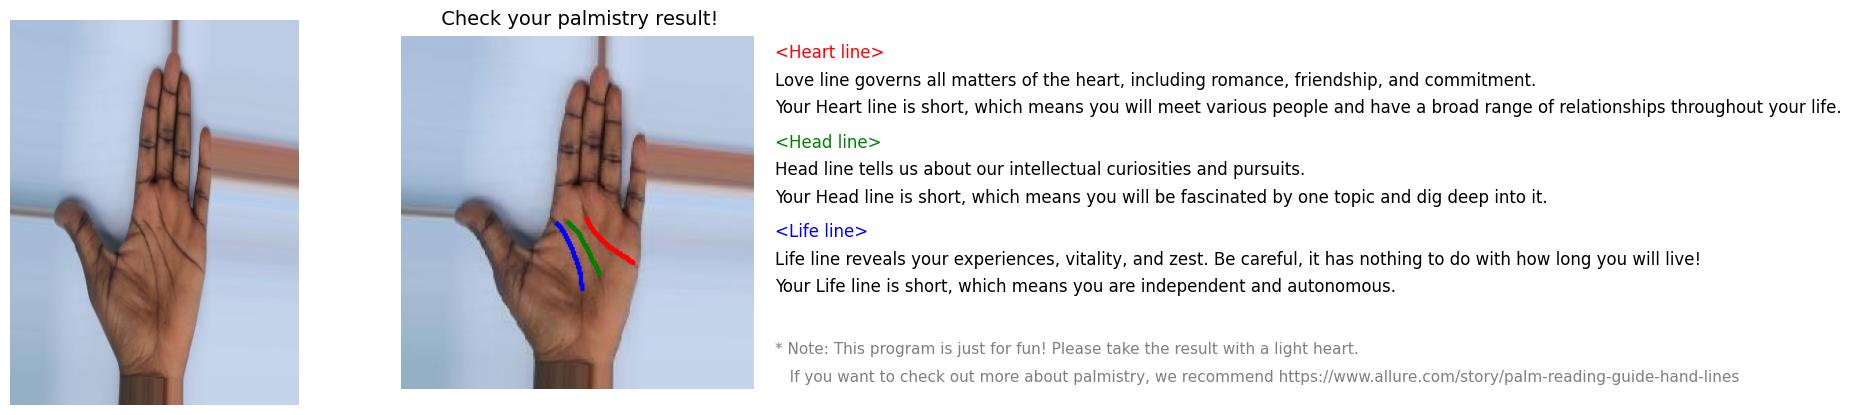 Check your palmistry result!
<Heart line>
Love line governs all matters of the heart, including romance, friendship, and commitment.
Your Heart line is short, which means you will meet various people and have a broad range of relationships throughout your life.
<Head line>
Head line tells us about our intellectual curiosities and pursuits.
Your Head line is short, which means you will be fascinated by one topic and dig deep into it.
<Life line>
Life line reveals your experiences, vitality, and zest. Be careful, it has nothing to do with how long you will live!
Your Life line is short, which means you are independent and autonomous.
* Note: This program is just for fun! Please take the result with a light heart.
If you want to check out more about palmistry, we recommend https://www.allure.com/story/palm-reading-guide-hand-lines